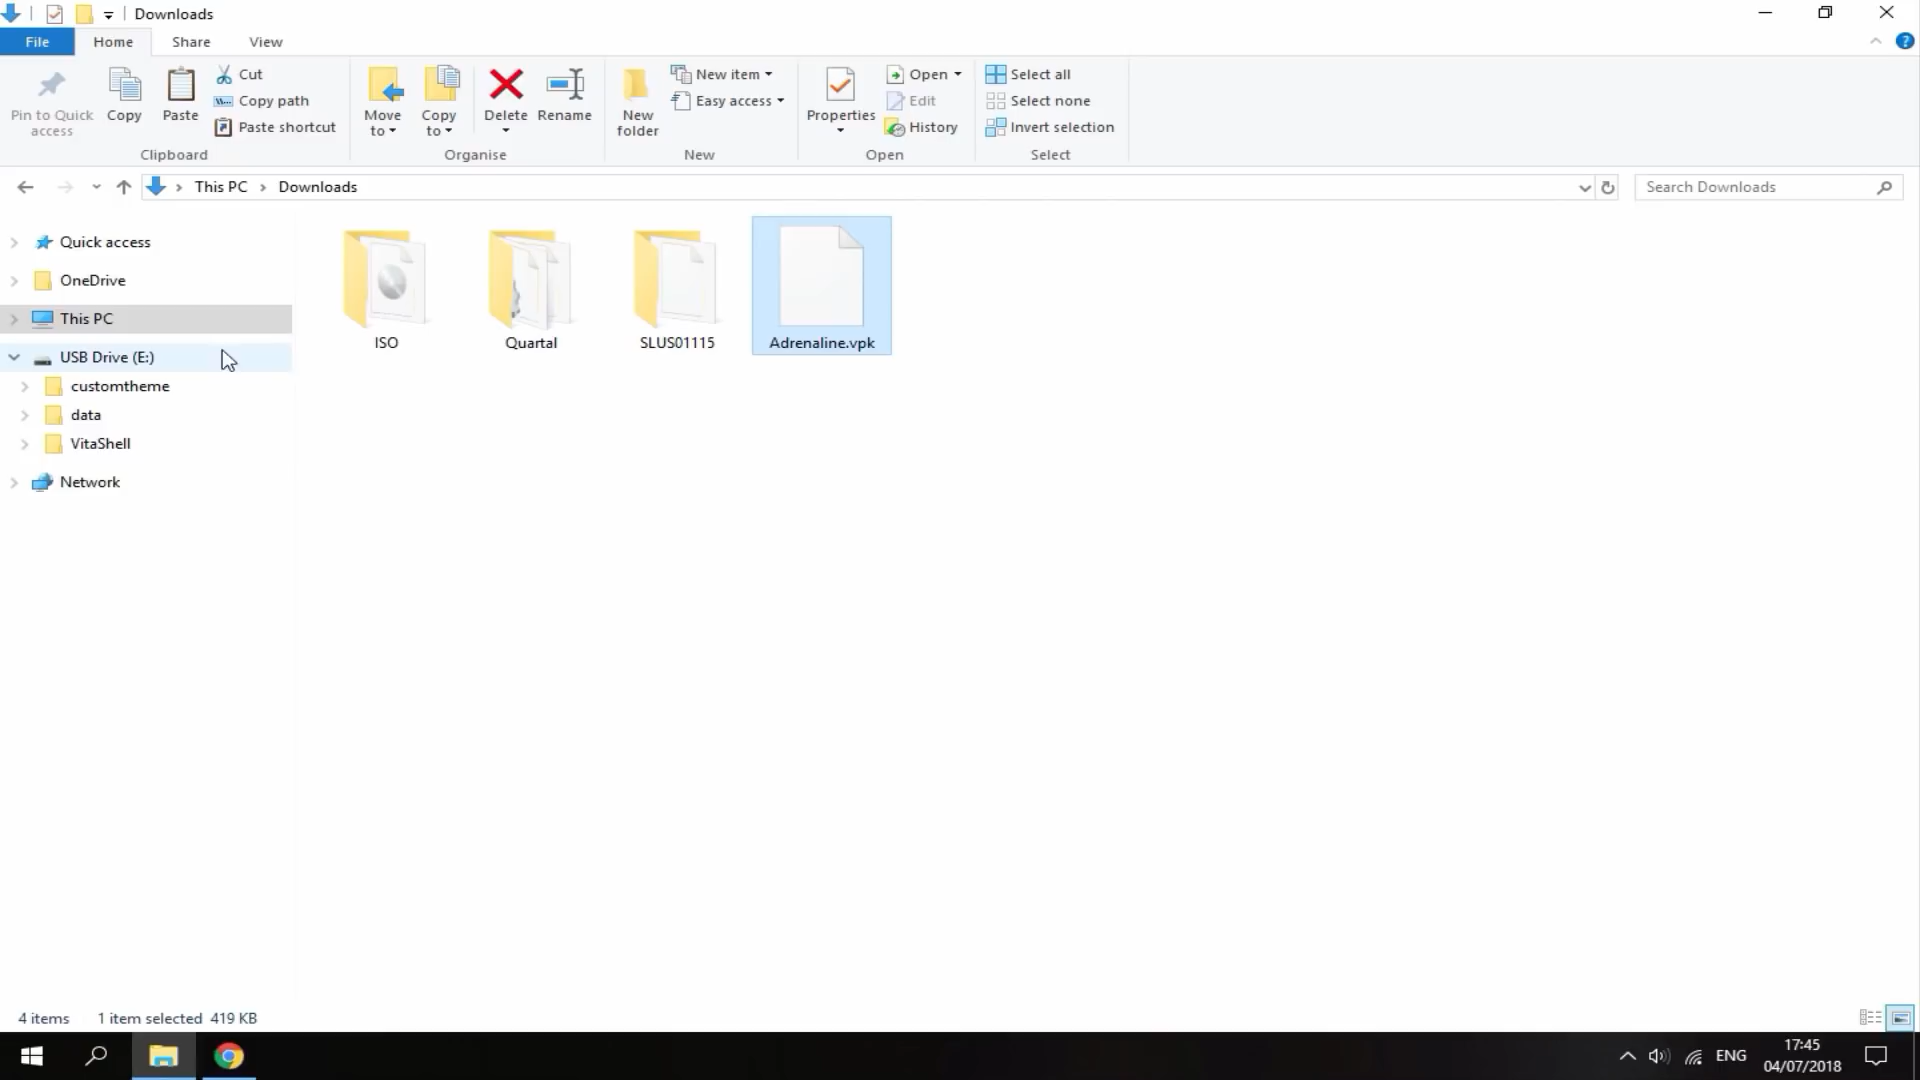 Downloads
File Home Share View
Pin to Quick access
Copy
Paste
Cut
Copy path
Paste shortcut
Clipboard
Move to
Copy to
Delete
Rename
Organise
New folder
New item
Easy access
New
Properties
Open
Edit
History
Open
Select all
Select none
Invert selection
Select
This PC Downloads
Search Downloads
Quick access
OneDrive
This PC
USB Drive (E:)
customtheme
data
VitaShell
Network
ISO
Quartal
SLUS01115
Adrenaline.vpk
4 items 1 item selected 419 KB
ENG
17:45
04/07/2018